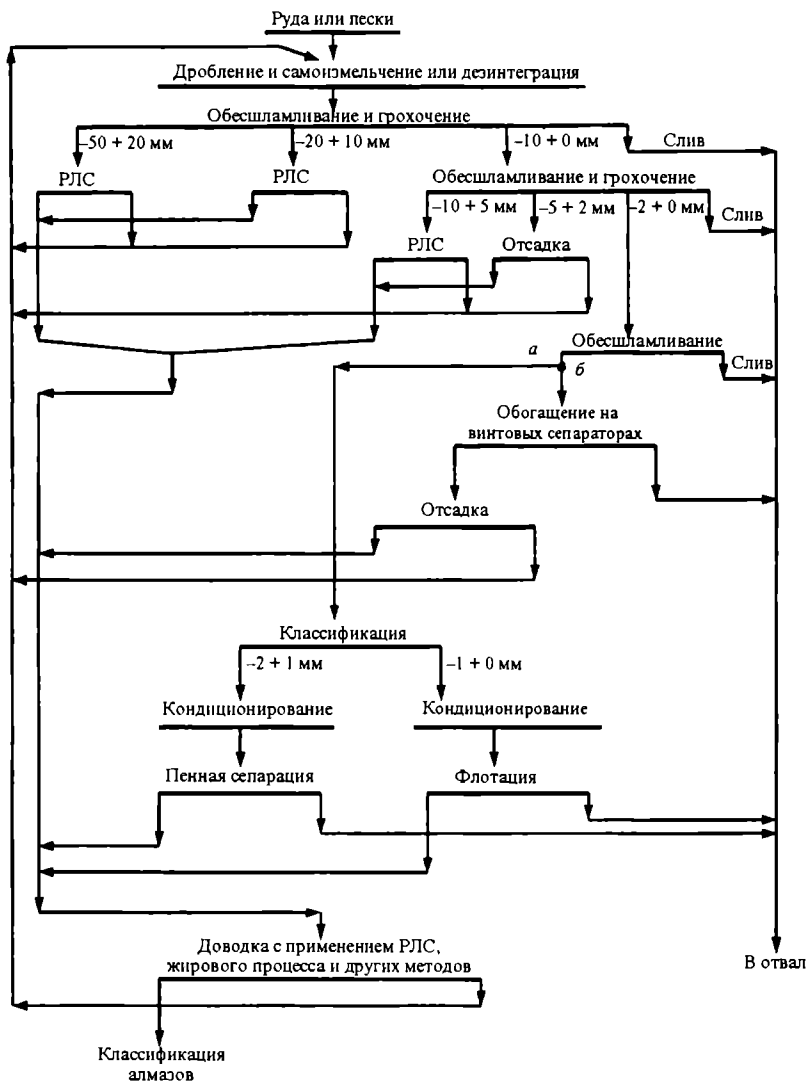 Руда или пески
Дробление и самоизмельчение или дезинтеграция
Обесшламливание и грохочение
–50 + 20 мм
–20 + 10 мм
–10 + 0 мм
Слив
РЛС
РЛС
Обесшламливание и грохочение
–10 + 5 мм
–5 + 2 мм
–2 + 0 мм
Слив
РЛС
Отсадка
Обесшламливание
а
б
Слив
Обогащение на
винтовых сепараторах
Отсадка
Классификация
–2 + 1 мм
–1 + 0 мм
Кондиционирование
Кондиционирование
Пенная сепарация
Флотация
Доводка с применением РЛС,
жирового процесса и других методов
В отвал
Классификация
алмазов